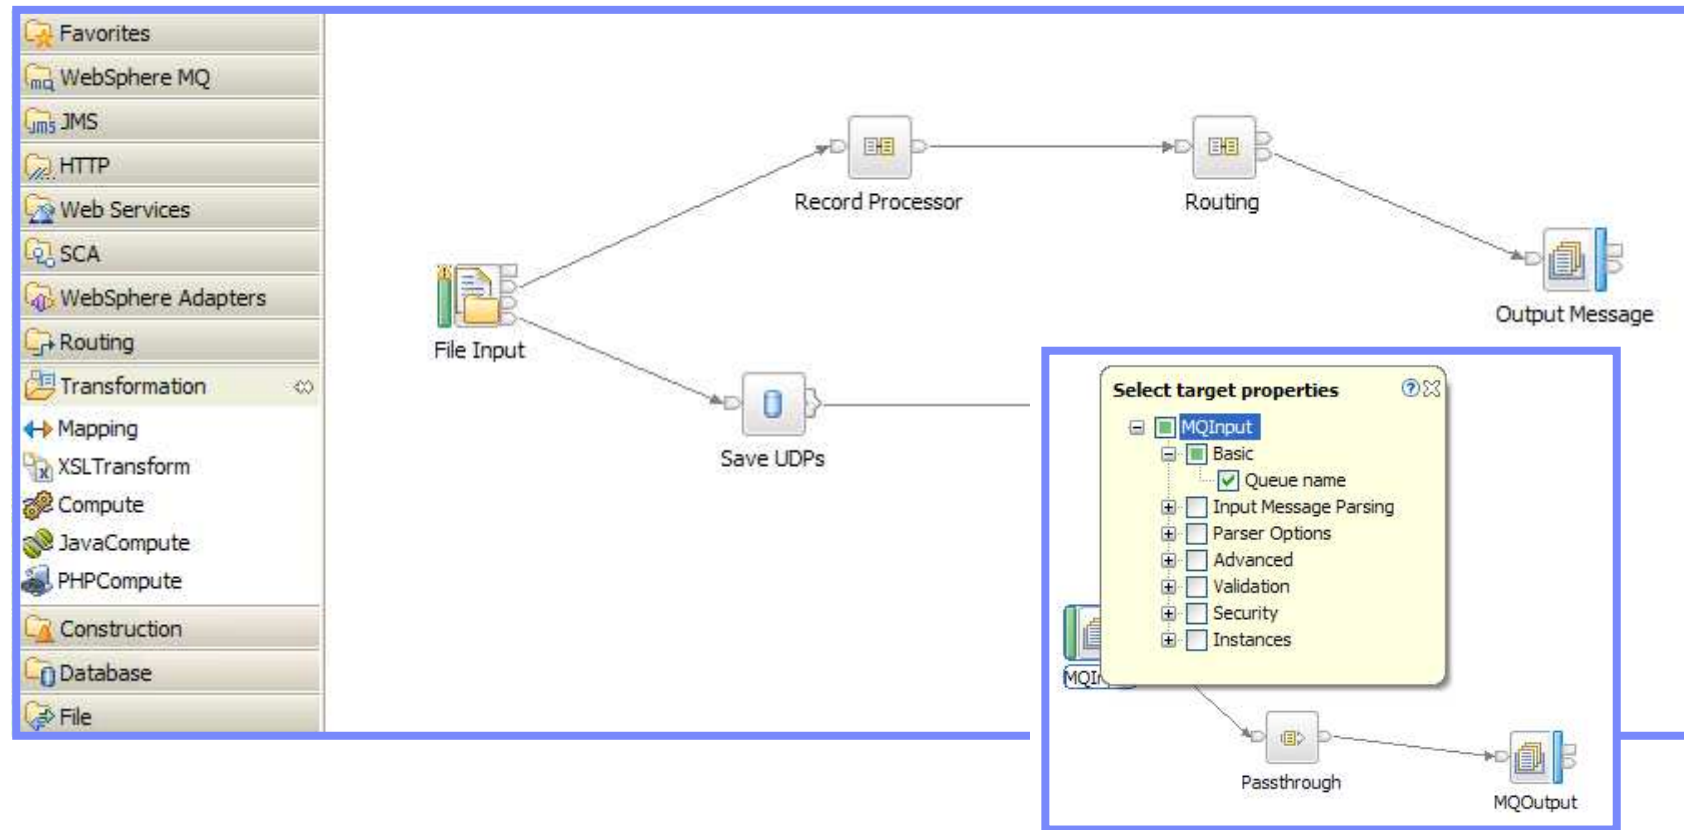 Favorites
WebSphere MQ
JMS
HTTP
Web Services
SCA
WebSphere Adapters
Routing
Transformation
Mapping
XSLTransform
Compute
JavaCompute
PHPCompute
Construction
Database
File
Record Processor
Routing
Output Message
File Input
Save UDPs
Select target properties
MQInput
Basic
Queue name
Input Message Parsing
Parser Options
Advanced
Validation
Security
Instances
Passthrough
MQOutput